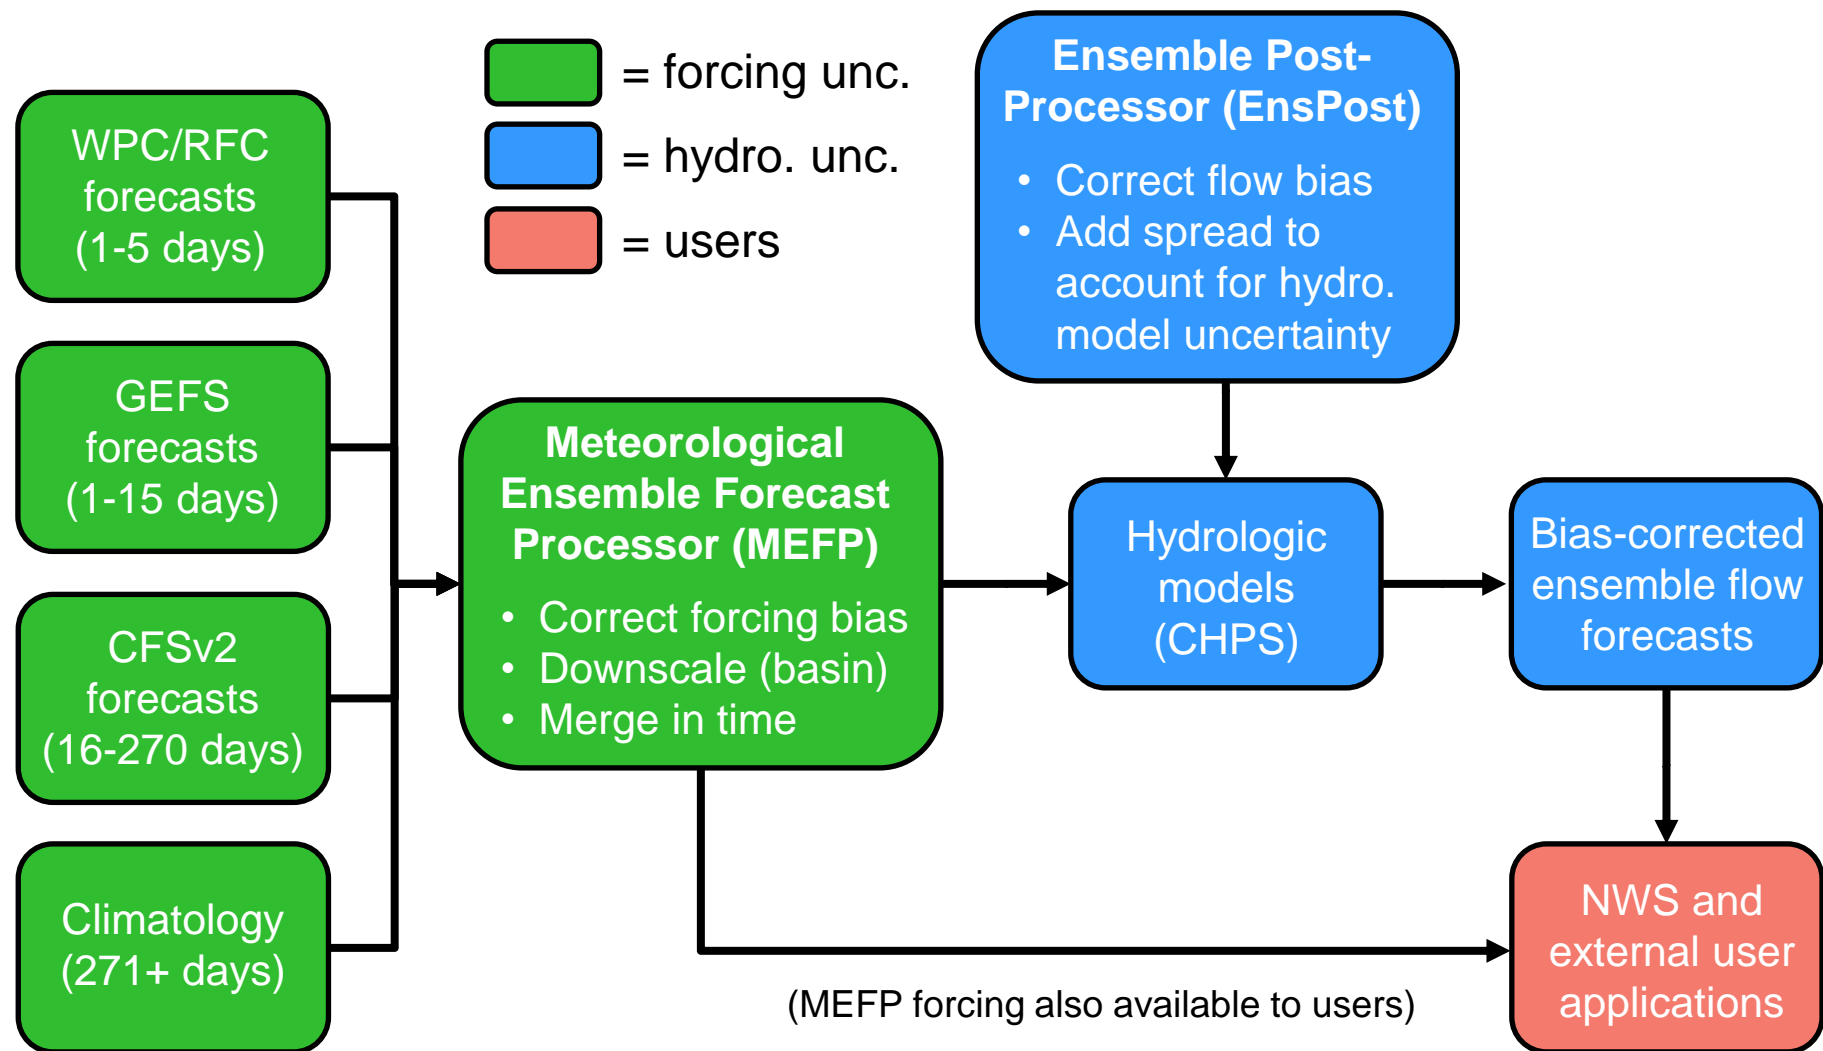 = forcing unc.
= hydro. unc.
= users
WPC/RFC
forecasts
(1-5 days)
GEFS
forecasts
(1-15 days)
CFSv2
forecasts
(16-270 days)
Climatology
(271+ days)
Meteorological
Ensemble Forecast
Processor (MEFP)
• Correct forcing bias
• Downscale (basin)
• Merge in time
Ensemble Post-
Processor (EnsPost)
• Correct flow bias
• Add spread to
account for hydro.
model uncertainty
Hydrologic
models
(CHPS)
Bias-corrected
ensemble flow
forecasts
NWS and
external user
applications
(MEFP forcing also available to users)